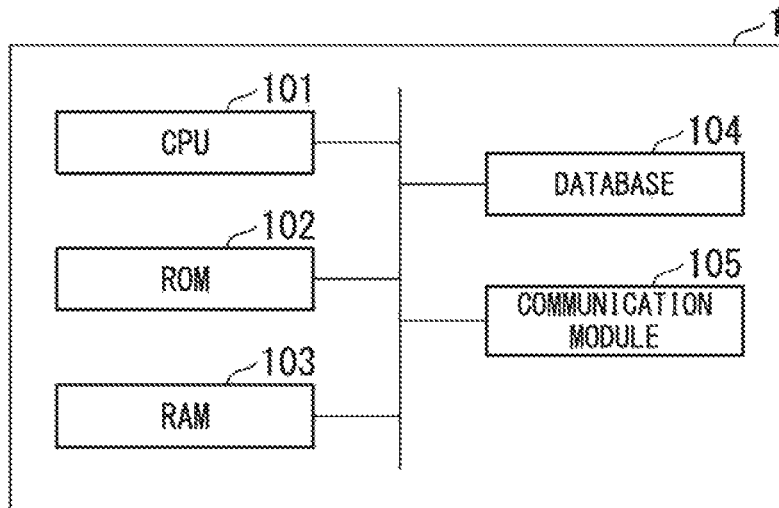 1
101
CPU
104
DATABASE
102
ROM
105
COMMUNICATION
MODULE
103
RAM